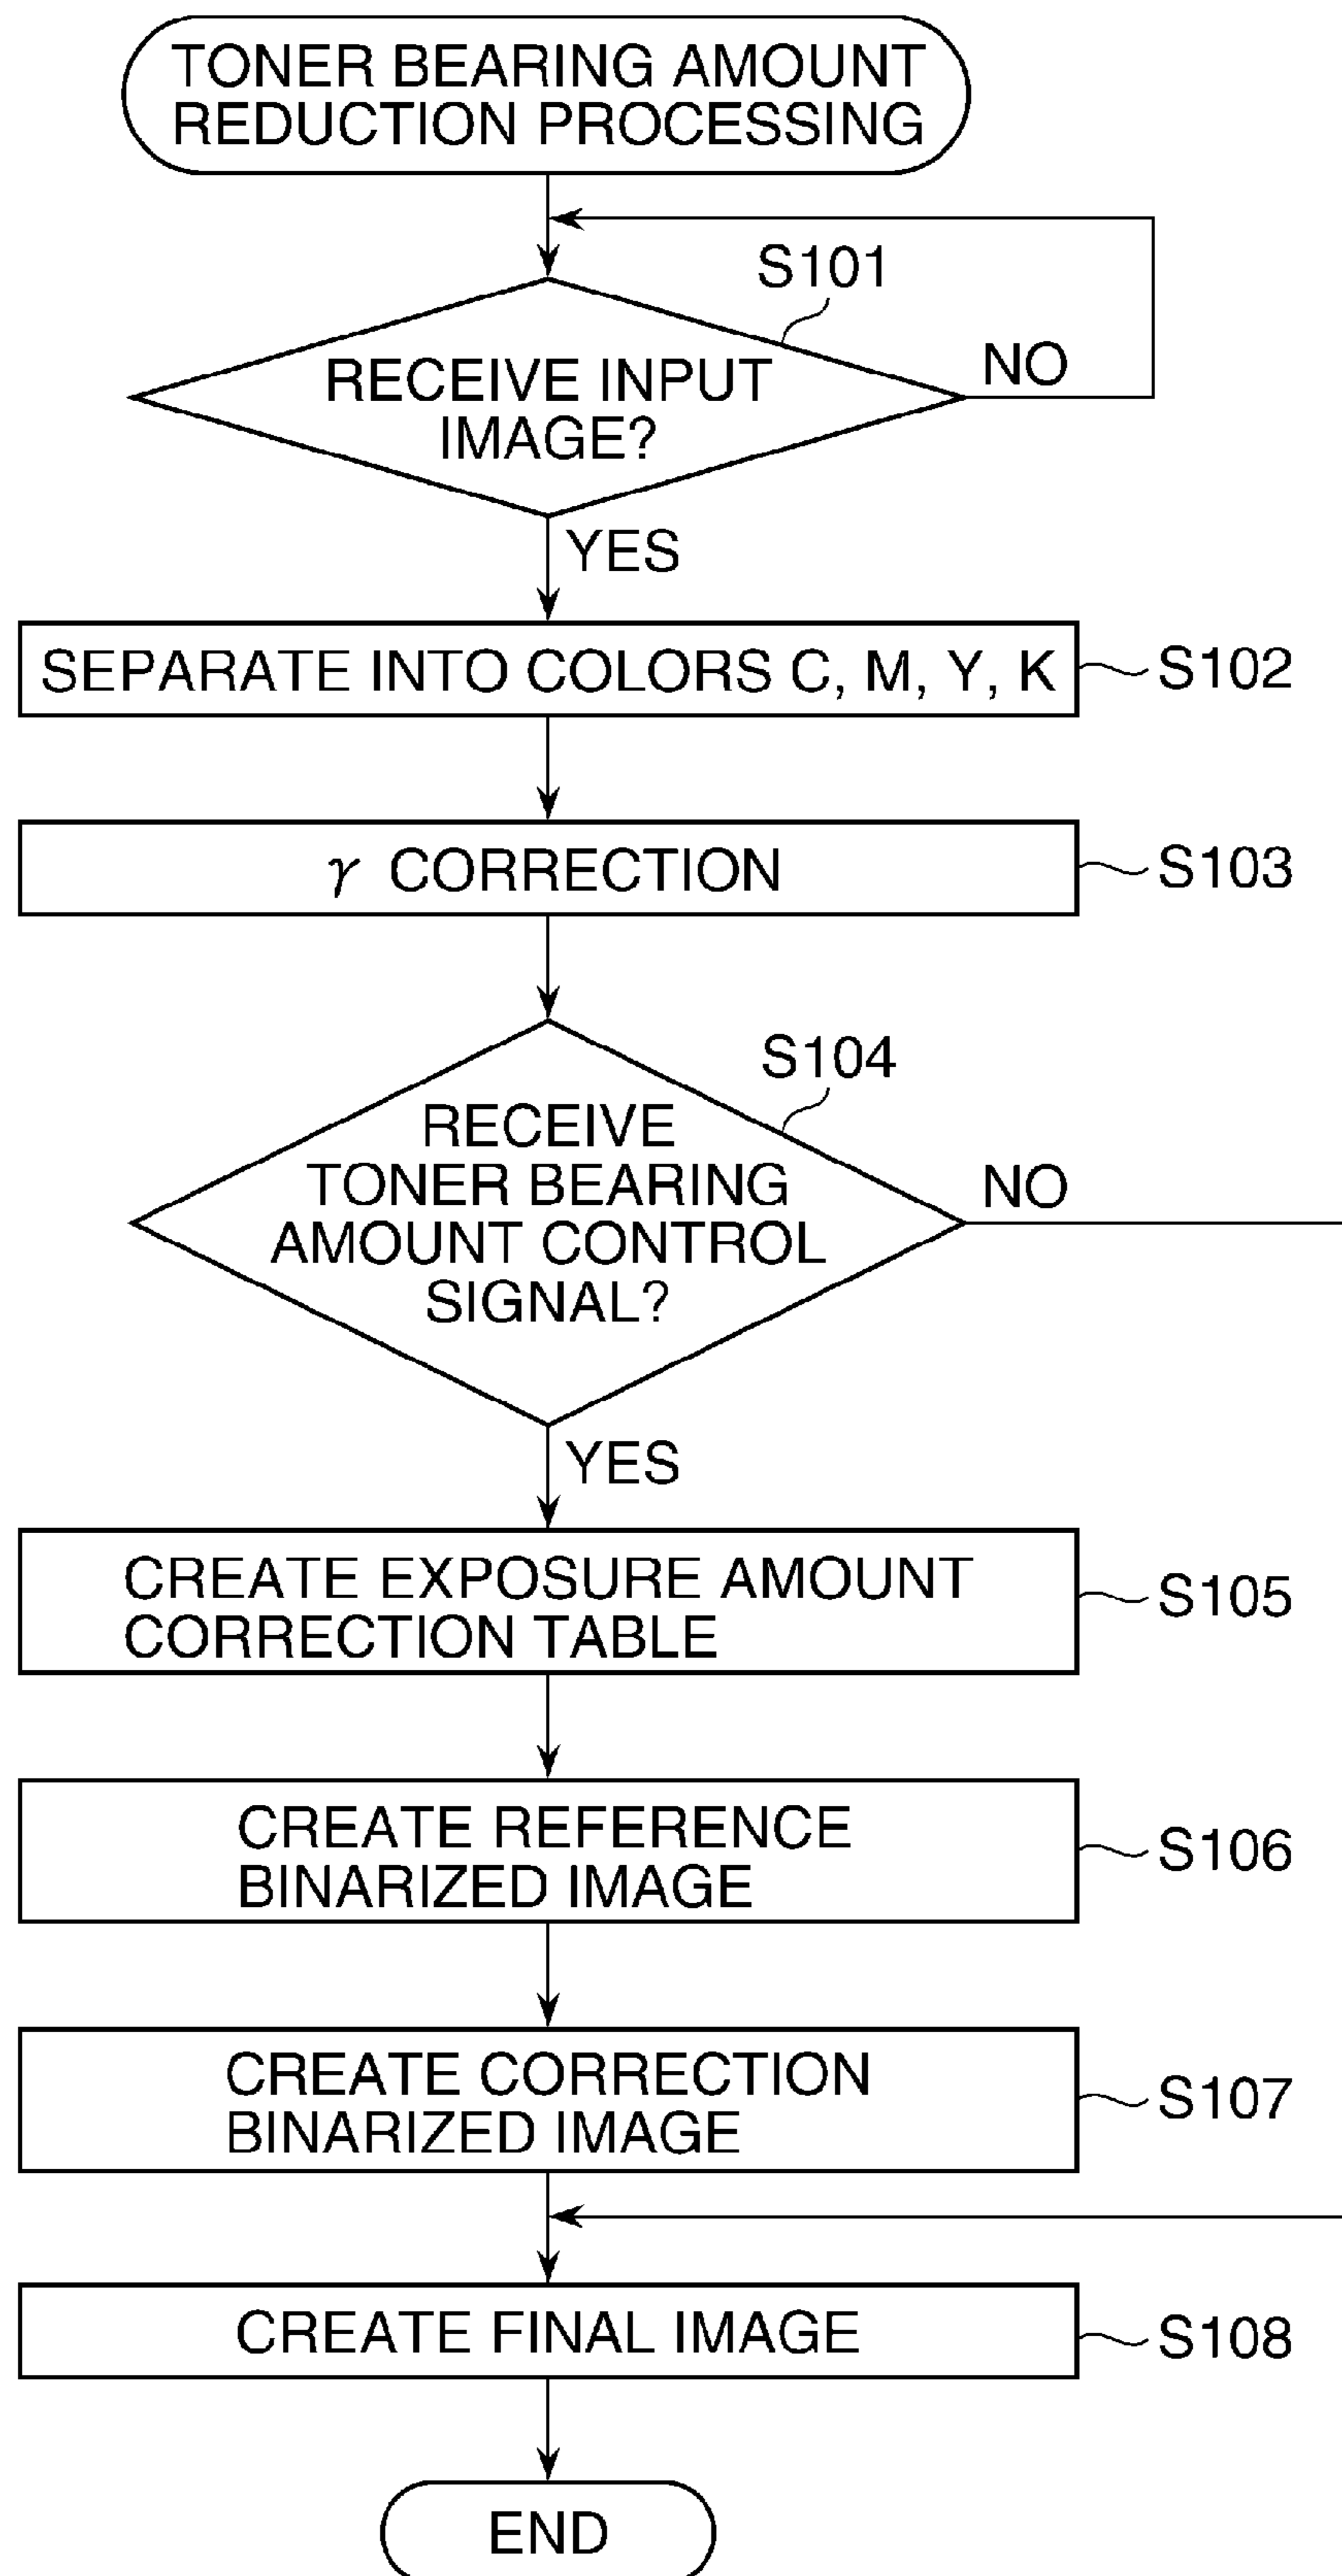 TONER BEARING AMOUNT
REDUCTION PROCESSING
S101
RECEIVE INPUT
IMAGE?
NO
YES
SEPARATE INTO COLORS C, M, Y, K
S102
γ CORRECTION
S103
S104
RECEIVE
TONER BEARING
AMOUNT CONTROL
SIGNAL?
NO
YES
CREATE EXPOSURE AMOUNT
CORRECTION TABLE
S105
CREATE REFERENCE
BINARIZED IMAGE
S106
CREATE CORRECTION
BINARIZED IMAGE
S107
CREATE FINAL IMAGE
S108
END